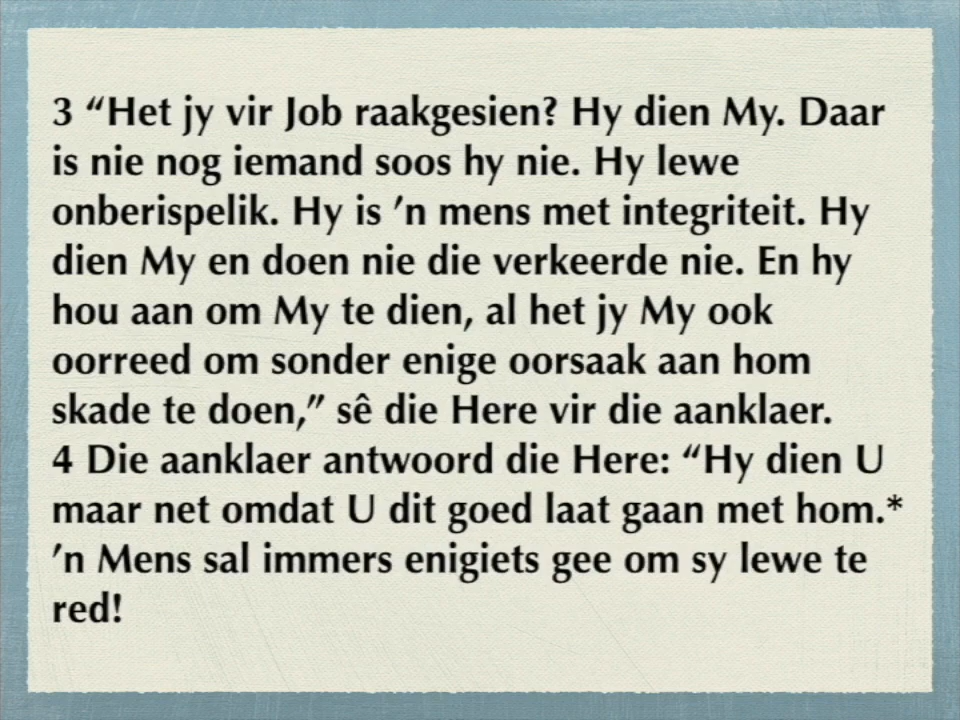 3 “Het jy vir Job raakgesien? Hy dien My. Daar
is nie nog iemand soos hy nie. Hy lewe
onberispelik. Hy is ’n mens met integriteit. Hy
dien My en doen nie die verkeerde nie. En hy
hou aan om My te dien, al het jy My ook
oorreed om sonder enige oorsaak aan hom
skade te doen,” sê die Here vir die aanklaer.
4 Die aanklaer antwoord die Here: “Hy dien U
maar net omdat U dit goed laat gaan met hom.*
’n Mens sal immers enigiets gee om sy lewe te
red!